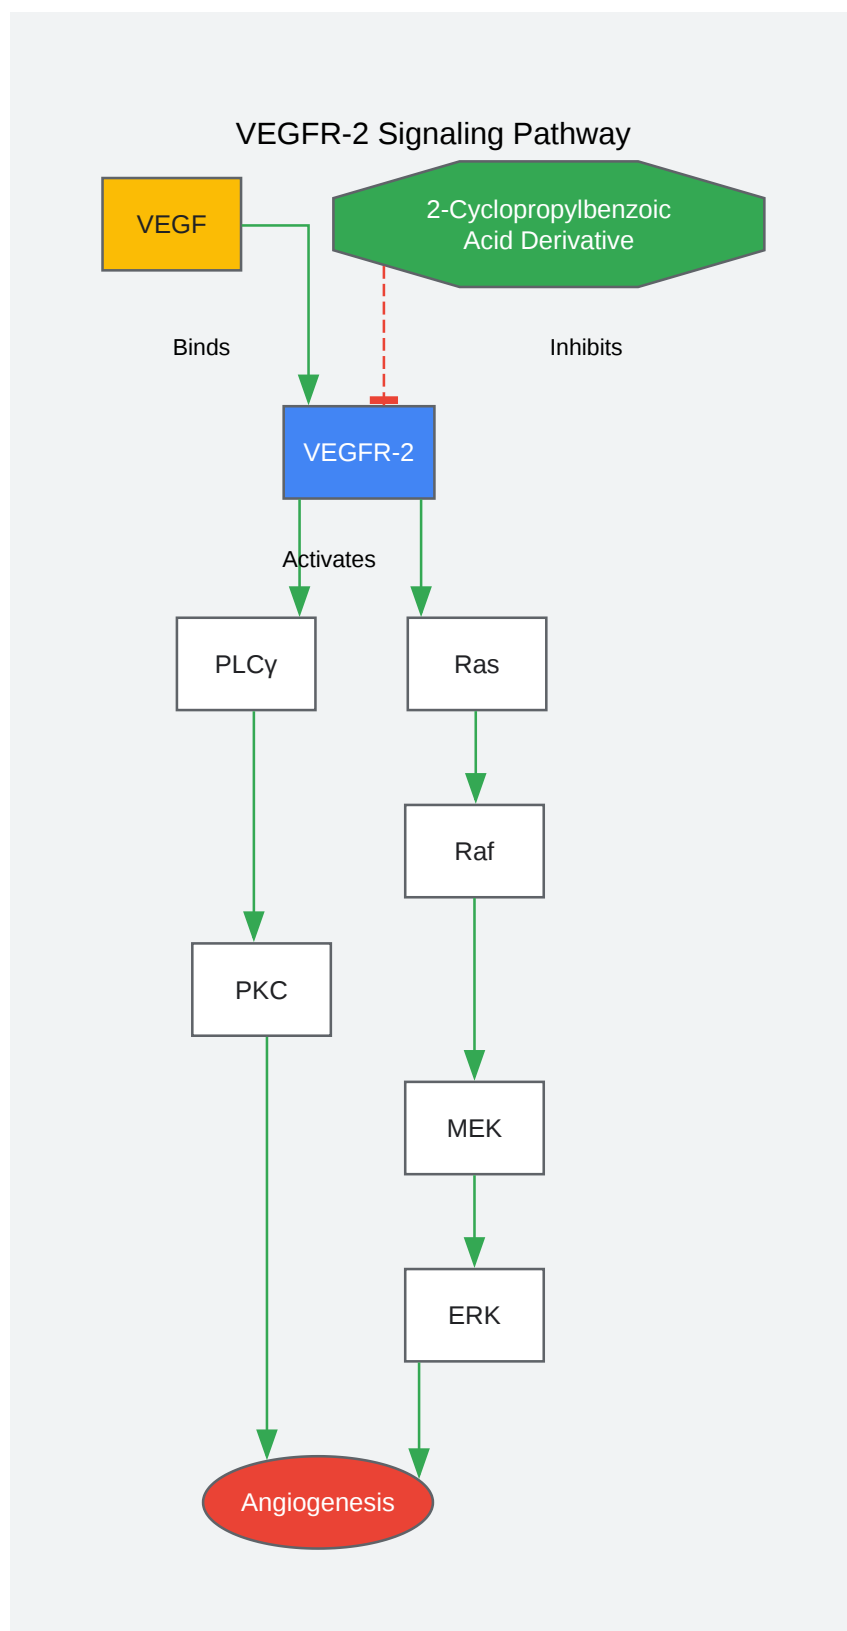 VEGFR-2 Signaling Pathway
VEGF
2-Cyclopropylbenzoic
Acid Derivative
Binds
Inhibits
VEGFR-2
Activates
PLCγ
Ras
Raf
PKC
MEK
ERK
Angiogenesis